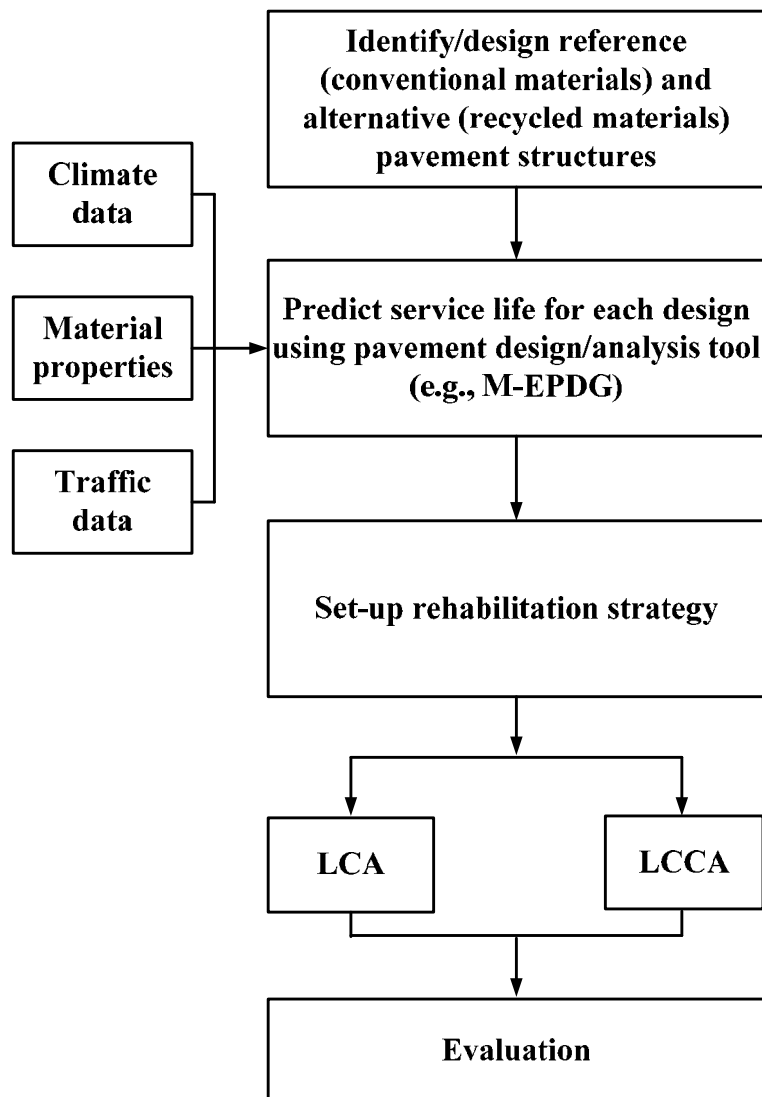 Identify/design reference
(conventional materials) and
alternative (recycled materials)
pavement structures
Climate
data
Material
properties
Traffic
data
Predict service life for each design
using pavement design/analysis tool
(e.g., M-EPDG)
Set-up rehabilitation strategy
LCA
LCCA
Evaluation